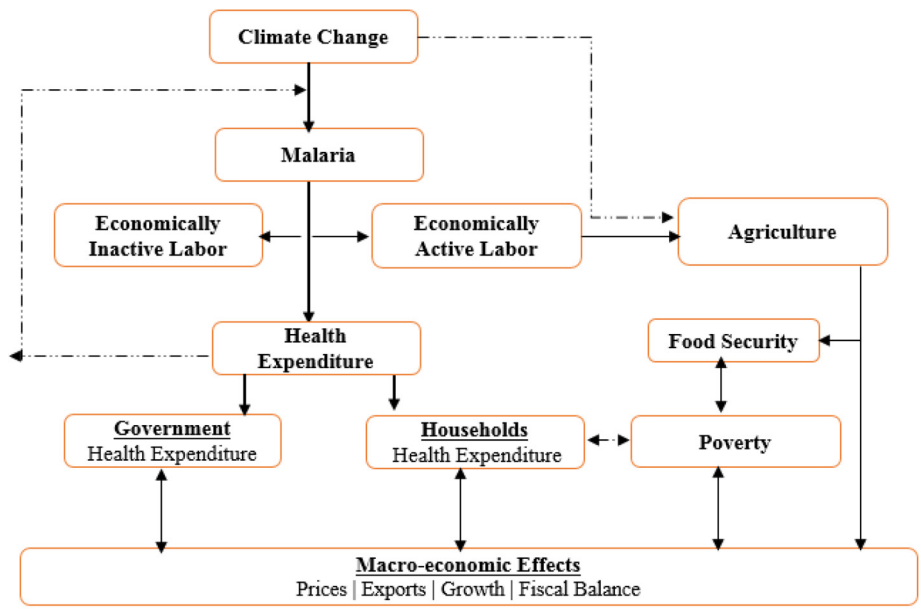 Climate Change
Malaria
Economically
Inactive Labor
Economically
Active Labor
Agriculture
Health
Expenditure
Food Security
Government
Health Expenditure
Households
Health Expenditure
Poverty
Macro-economic Effects
Prices | Exports | Growth | Fiscal Balance